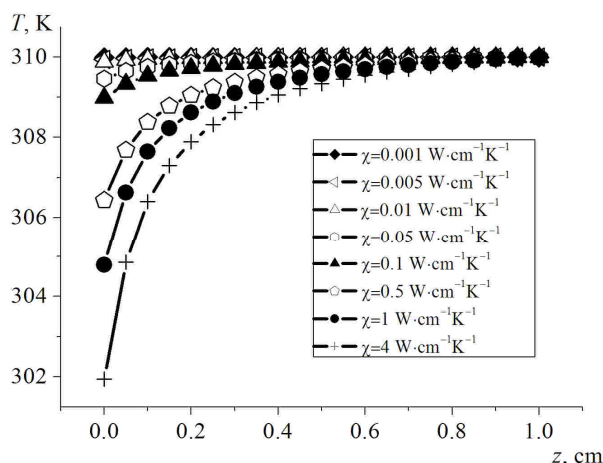 T, K
310
308
306
304
302
χ=0.001 W·cm⁻¹K⁻¹
χ=0.005 W·cm⁻¹K⁻¹
χ=0.01 W·cm⁻¹K⁻¹
χ=0.05 W·cm⁻¹K⁻¹
χ=0.1 W·cm⁻¹K⁻¹
χ=0.5 W·cm⁻¹K⁻¹
χ=1 W·cm⁻¹K⁻¹
χ=4 W·cm⁻¹K⁻¹
0.0 0.2 0.4 0.6 0.8 1.0
z, cm